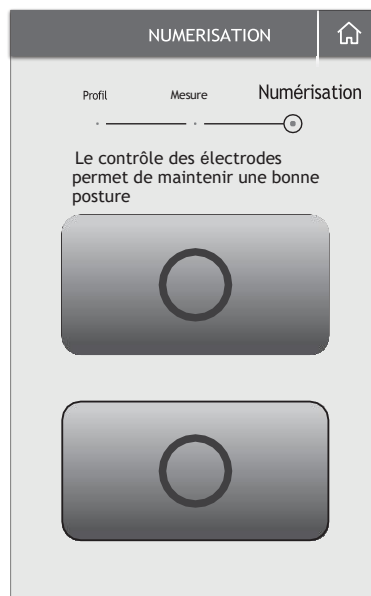 NUMERISATION
Profil Mesure Numérisation
Le contrôle des électrodes
permet de maintenir une bonne
posture